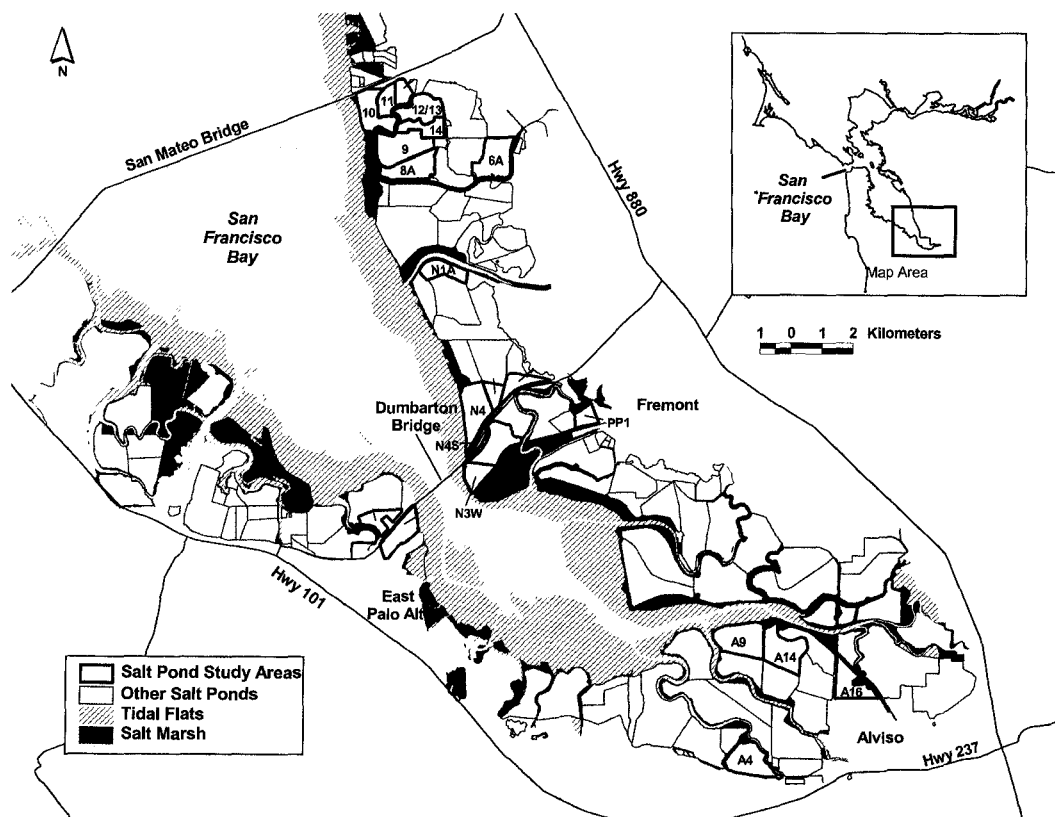 N
San Mateo Bridge
10
11
12/13
14
9
8A
6A
Hwy 880
San
Francisco
Bay
San
Francisco
Bay
Map Area
N1A
1 0 1 2 Kilometers
Dumbarton
Bridge
N4
N4S
N3W
PP1
Fremont
Hwy 101
East
Palo Alt
A9
A14
A16
A4
Alviso
Hwy 237
Salt Pond Study Areas
Other Salt Ponds
Tidal Flats
Salt Marsh